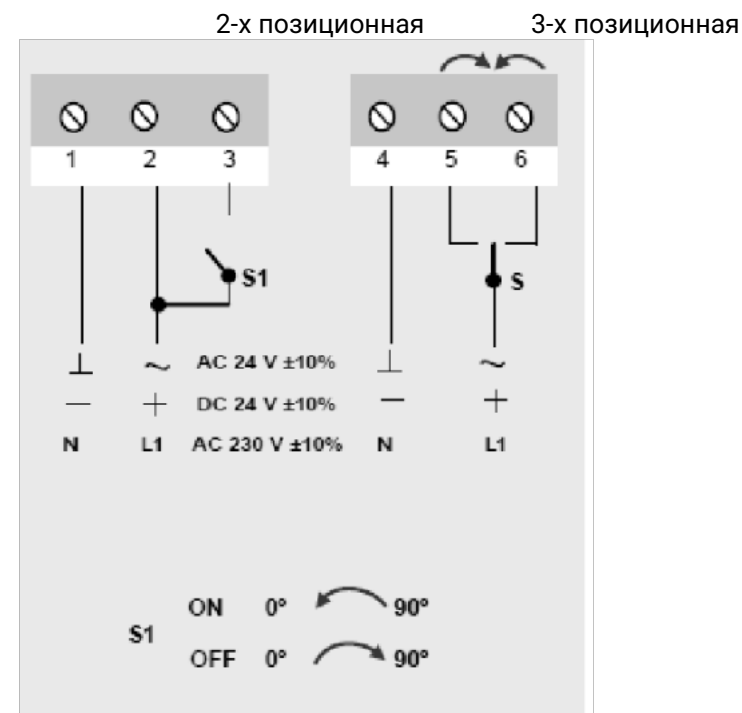 2-х позиционная 3-х позиционная
1 2 3 4 5 6
S1 S
⊥ ~ AC 24 V ±10% ⊥ ~
— + DC 24 V ±10% — +
N L1 AC 230 V ±10% N L1
ON 0° 90°
S1
OFF 0° 90°